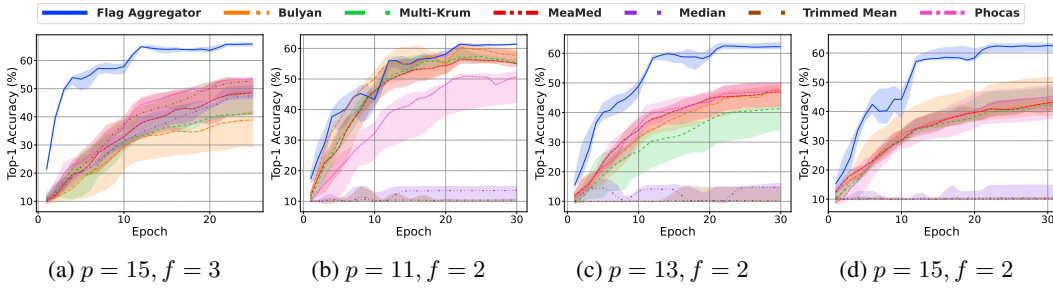 Flag Aggregator Bulyan Multi-Krum MeaMed Median Trimmed Mean Phocas
Top-1 Accuracy (%)
60
50
40
30
20
10
0 10 20
Epoch
(a) p = 15, f = 3
Top-1 Accuracy (%)
60
50
40
30
20
10
0 10 20 30
Epoch
(b) p = 11, f = 2
Top-1 Accuracy (%)
60
50
40
30
20
10
0 10 20 30
Epoch
(c) p = 13, f = 2
Top-1 Accuracy (%)
60
50
40
30
20
10
0 10 20 30
Epoch
(d) p = 15, f = 2